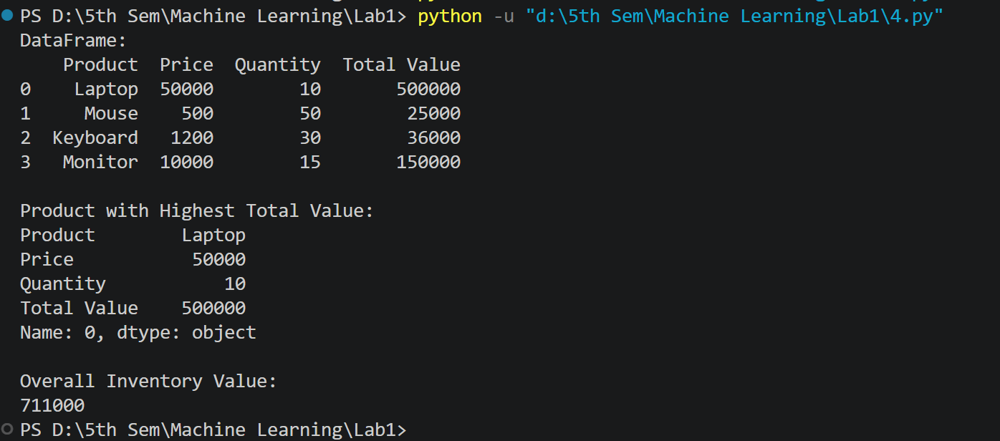 PS D:\5th Sem\Machine Learning\Lab1> python -u "d:\5th Sem\Machine Learning\Lab1\4.py"
DataFrame:
    Product  Price  Quantity  Total Value
0    Laptop  50000        10       500000
1     Mouse    500        50        25000
2  Keyboard   1200        30        36000
3   Monitor  10000        15       150000

Product with Highest Total Value:
Product        Laptop
Price           50000
Quantity           10
Total Value    500000
Name: 0, dtype: object

Overall Inventory Value:
711000
PS D:\5th Sem\Machine Learning\Lab1>